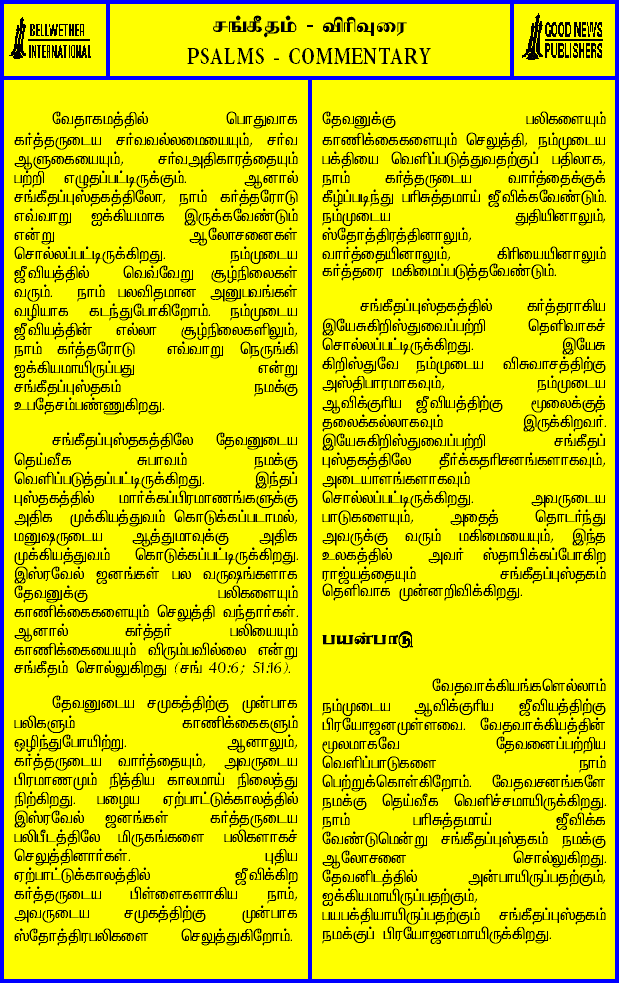 BELLWETHER
INTERNATIONAL
சங்கீதம் - விரிவுரை
PSALMS - COMMENTARY
GOOD NEWS
PUBLISHERS
வேதாகமத்தில் பொதுவாக
கர்த்தருடைய சர்வவல்லமையையும், சர்வ
ஆளுகையையும், சர்வஅதிகாரத்தையும்
பற்றி எழுதப்பட்டிருக்கும். ஆனால்
சங்கீதப்புஸ்தகத்திலோ, நாம் கர்த்தரோடு
எவ்வாறு ஐக்கியமாக இருக்கவேண்டும்
என்று ஆலோசனைகள்
சொல்லப்பட்டிருக்கிறது. நம்முடைய
ஜீவியத்தில் வெவ்வேறு சூழ்நிலைகள்
வரும். நாம் பலவிதமான அனுபவங்கள்
வழியாக கடந்துபோகிறோம். நம்முடைய
ஜீவியத்தின் எல்லா சூழ்நிலைகளிலும்,
நாம் கர்த்தரோடு எவ்வாறு நெருங்கி
ஐக்கியமாயிருப்பது என்று
சங்கீதப்புஸ்தகம் நமக்கு
உபதேசம்பண்ணுகிறது.
சங்கீதப்புஸ்தகத்திலே தேவனுடைய
தெய்வீக சுபாவம் நமக்கு
வெளிப்படுத்தப்பட்டிருக்கிறது. இந்தப்
புஸ்தகத்தில் மார்க்கப்பிரமாணங்களுக்கு
அதிக முக்கியத்துவம் கொடுக்கப்படாமல்,
மனுஷருடைய ஆத்துமாவுக்கு அதிக
முக்கியத்துவம் கொடுக்கப்பட்டிருக்கிறது.
இஸ்ரவேல் ஜனங்கள் பல வருஷங்களாக
தேவனுக்கு பலிகளையும்
காணிக்கைகளையும் செலுத்தி வந்தார்கள்.
ஆனால் கர்த்தர் பலியையும்
காணிக்கையையும் விரும்பவில்லை என்று
சங்கீதம் சொல்லுகிறது (சங் 40:6; 51:16).
தேவனுடைய சமுகத்திற்கு முன்பாக
பலிகளும் காணிக்கைகளும்
ஒழிந்துபோயிற்று. ஆனாலும்,
கர்த்தருடைய வார்த்தையும், அவருடைய
பிரமாணமும் நித்திய காலமாய் நிலைத்து
நிற்கிறது. பழைய ஏற்பாட்டுக்காலத்தில்
இஸ்ரவேல் ஜனங்கள் கர்த்தருடைய
பலிபீடத்திலே மிருகங்களை பலிகளாகச்
செலுத்தினார்கள். புதிய
ஏற்பாட்டுக்காலத்தில் ஜீவிக்கிற
கர்த்தருடைய பிள்ளைகளாகிய நாம்,
அவருடைய சமுகத்திற்கு முன்பாக
ஸ்தோத்திரபலிகளை செலுத்துகிறோம்.
தேவனுக்கு பலிகளையும்
காணிக்கைகளையும் செலுத்தி, நம்முடைய
பக்தியை வெளிப்படுத்துவதற்குப் பதிலாக,
நாம் கர்த்தருடைய வார்த்தைக்குக்
கீழ்ப்படிந்து பரிசுத்தமாய் ஜீவிக்கவேண்டும்.
நம்முடைய துதியினாலும்,
ஸ்தோத்திரத்தினாலும்,
வார்த்தையினாலும், கிரியையினாலும்
கர்த்தரை மகிமைப்படுத்தவேண்டும்.
சங்கீதப்புஸ்தகத்தில் கர்த்தராகிய
இயேசுகிறிஸ்துவைப்பற்றி தெளிவாகச்
சொல்லப்பட்டிருக்கிறது. இயேசு
கிறிஸ்துவே நம்முடைய விசுவாசத்திற்கு
அஸ்திபாரமாகவும், நம்முடைய
ஆவிக்குரிய ஜீவியத்திற்கு மூலைக்குத்
தலைக்கல்லாகவும் இருக்கிறவர்.
இயேசுகிறிஸ்துவைப்பற்றி சங்கீதப்
புஸ்தகத்திலே தீர்க்கதரிசனங்களாகவும்,
அடையாளங்களாகவும்
சொல்லப்பட்டிருக்கிறது. அவருடைய
பாடுகளையும், அதைத் தொடர்ந்து
அவருக்கு வரும் மகிமையையும், இந்த
உலகத்தில் அவர் ஸ்தாபிக்கப்போகிற
ராஜ்யத்தையும் சங்கீதப்புஸ்தகம்
தெளிவாக முன்னறிவிக்கிறது.
பயன்பாடு
வேதவாக்கியங்களெல்லாம்
நம்முடைய ஆவிக்குரிய ஜீவியத்திற்கு
பிரயோஜனமுள்ளவை. வேதவாக்கியத்தின்
மூலமாகவே தேவனைப்பற்றிய
வெளிப்பாடுகளை நாம்
பெற்றுக்கொள்கிறோம். வேதவசனங்களே
நமக்கு தெய்வீக வெளிச்சமாயிருக்கிறது.
நாம் பரிசுத்தமாய் ஜீவிக்க
வேண்டுமென்று சங்கீதப்புஸ்தகம் நமக்கு
ஆலோசனை சொல்லுகிறது.
தேவனிடத்தில் அன்பாயிருப்பதற்கும்,
ஐக்கியமாயிருப்பதற்கும்,
பயபக்தியாயிருப்பதற்கும் சங்கீதப்புஸ்தகம்
நமக்குப் பிரயோஜனமாயிருக்கிறது.